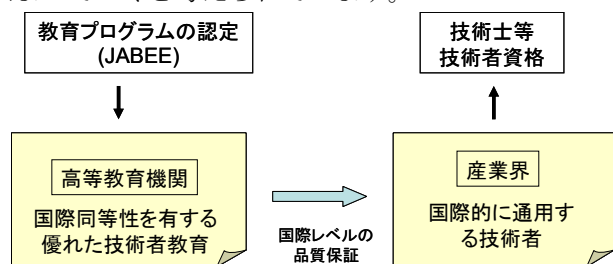 教育プログラムの認定
(JABEE)
技術士等
技術者資格
高等教育機関
国際同等性を有する
優れた技術者教育
国際レベルの
品質保証
産業界
国際的に通用す
る技術者